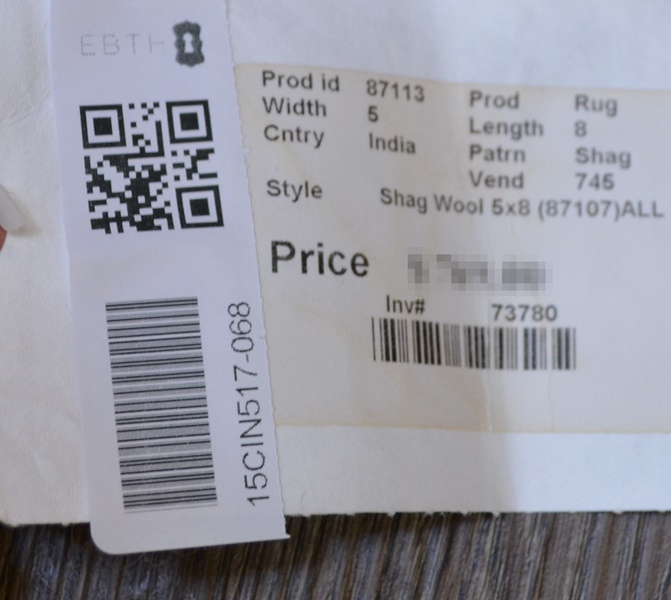 EBTH
15CIN517-068
Prod id 87113 Prod Rug
Width 5 Length 8
Cntry India Patrn Shag
Vend 745
Style Shag Wool 5x8 (87107)ALL
Price
Inv# 73780